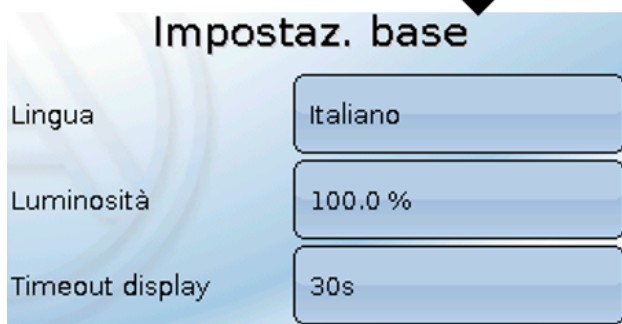 Impostaz. base
Lingua Italiano
Luminosità 100.0 %
Timeout display 30s